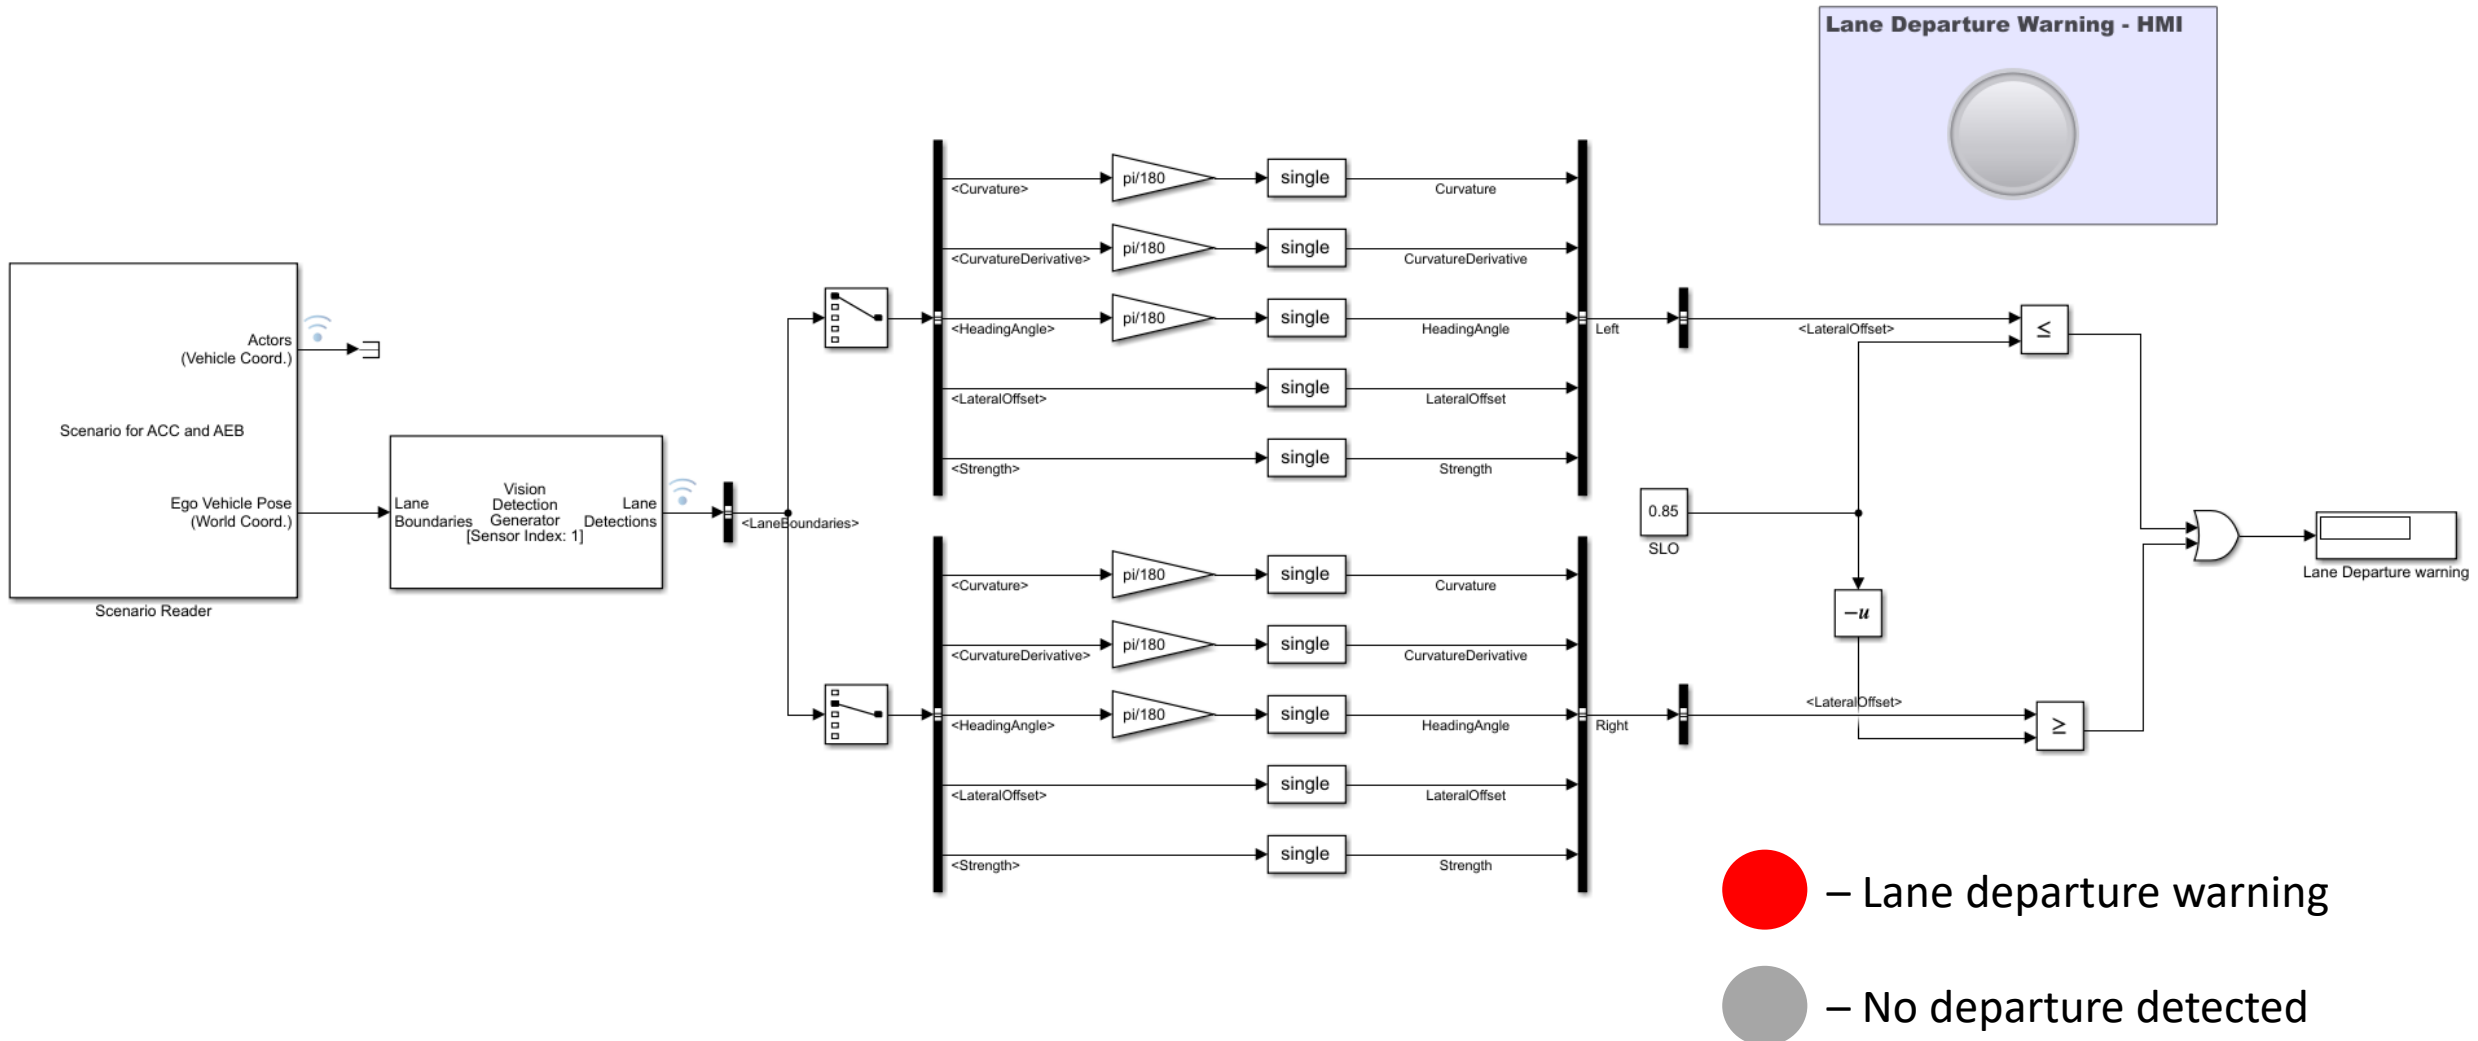 Lane Departure Warning - HMI
Actors
(Vehicle Coord.)
Scenario for ACC and AEB
Ego Vehicle Pose
(World Coord.)
Scenario Reader
Lane
Boundaries
Vision
Detection
Generator
[Sensor Index: 1]
Lane
Detections
<LaneBoundaries>
<Curvature>
pi/180
single
Curvature
<CurvatureDerivative>
pi/180
single
CurvatureDerivative
<HeadingAngle>
pi/180
single
HeadingAngle
<LateralOffset>
single
LateralOffset
<Strength>
single
Strength
Left
<LateralOffset>
≤
0.85
SLO
-u
<Curvature>
pi/180
single
Curvature
<CurvatureDerivative>
pi/180
single
CurvatureDerivative
<HeadingAngle>
pi/180
single
HeadingAngle
<LateralOffset>
single
LateralOffset
<Strength>
single
Strength
Right
<LateralOffset>
≥
Lane Departure warning
– Lane departure warning
– No departure detected